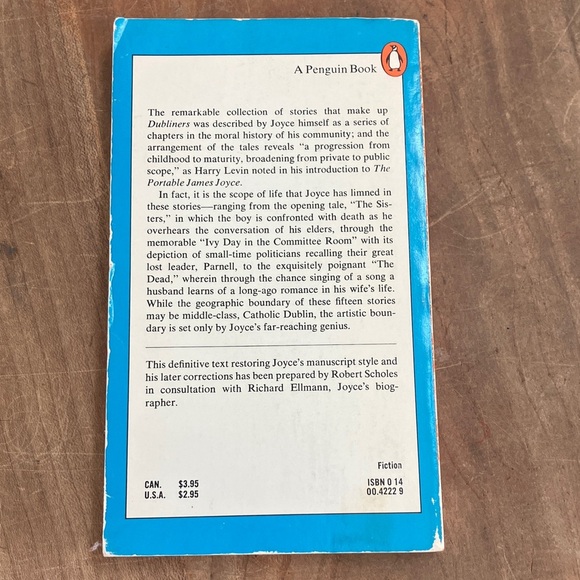 A Penguin Book
The remarkable collection of stories that make up
Dubliners was described by Joyce himself as a series of
chapters in the moral history of his community; and the
arrangement of the tales reveals “a progression from
childhood to maturity, broadening from private to public
scope,” as Harry Levin noted in his introduction to The
Portable James Joyce.
In fact, it is the scope of life that Joyce has limned in
these stories—ranging from the opening tale, “The Sis-
ters,” in which the boy is confronted with death as he
overhears the conversation of his elders, through the
memorable “Ivy Day in the Committee Room” with its
depiction of small-time politicians recalling their great
lost leader, Parnell, to the exquisitely poignant “The
Dead,” wherein through the chance singing of a song a
husband learns of a long-ago romance in his wife’s life.
While the geographic boundary of these fifteen stories
may be middle-class, Catholic Dublin, the artistic boun-
dary is set only by Joyce’s far-reaching genius.
This definitive text restoring Joyce’s manuscript style and
his later corrections has been prepared by Robert Scholes
in consultation with Richard Ellmann, Joyce’s biog-
rapher.
Fiction
CAN. $3.95
U.S.A. $2.95
ISBN 0 14
00.4222 9